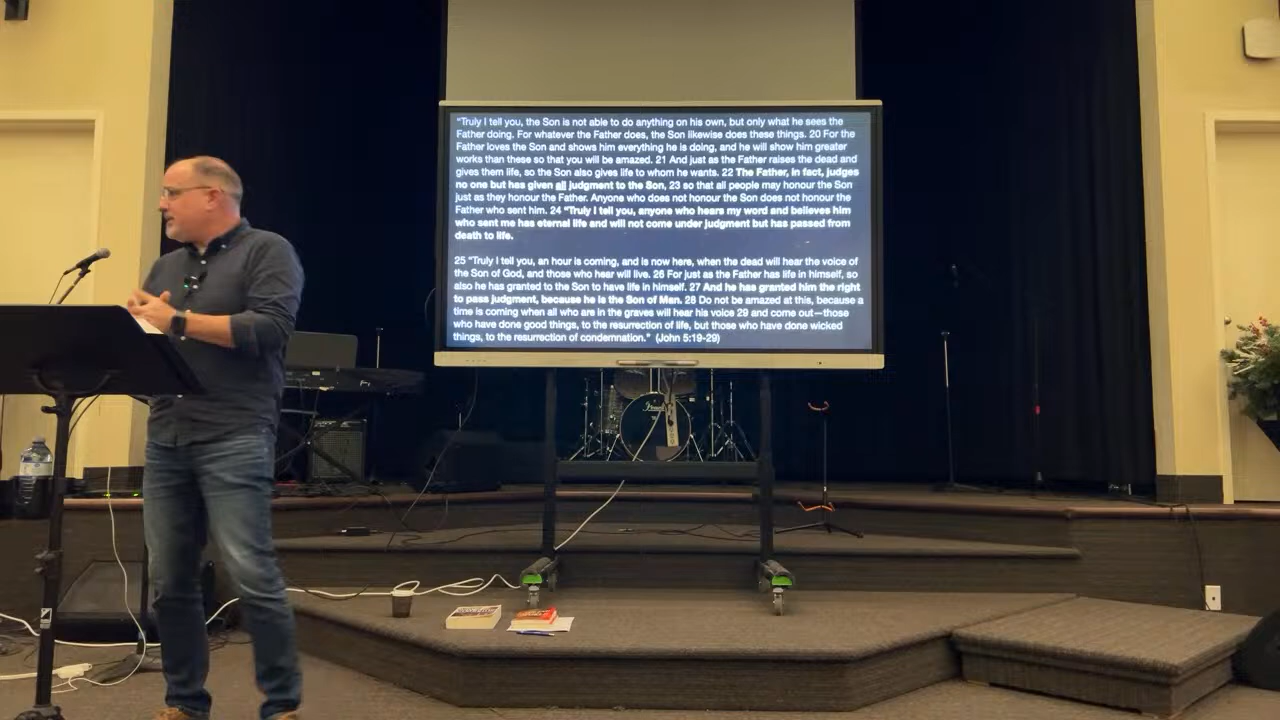 “Truly I tell you, the Son is not able to do anything on his own, but only what he sees the
Father doing. For whatever the Father does, the Son likewise does these things. 20 For the
Father loves the Son and shows him everything he is doing, and he will show him greater
works than these so that you will be amazed. 21 And just as the Father raises the dead and
gives them life, so the Son also gives life to whom he wants. 22 The Father, in fact, judges
no one but has given all judgment to the Son, 23 so that all people may honour the Son
just as they honour the Father. Anyone who does not honour the Son does not honour the
Father who sent him. 24 “Truly I tell you, anyone who hears my word and believes him
who sent me has eternal life and will not come under judgment but has passed from
death to life.
25 “Truly I tell you, an hour is coming, and is now here, when the dead will hear the voice of
the Son of God, and those who hear will live. 26 For just as the Father has life in himself, so
also he has granted to the Son to have life in himself. 27 And he has granted him the right
to pass judgment, because he is the Son of Man. 28 Do not be amazed at this, because a
time is coming when all who are in the graves will hear his voice 29 and come out—those
who have done good things, to the resurrection of life, but those who have done wicked
things, to the resurrection of condemnation.” (John 5:19-29)